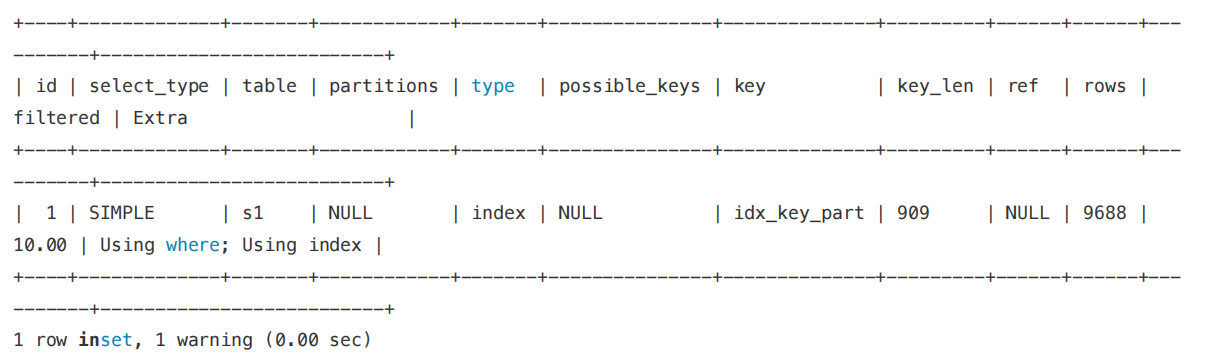 +----+-------------+-------+------------+-------+---------------+--------------+---------+------+------+---
-------+--------------------------+
| id | select_type | table | partitions | type  | possible_keys | key          | key_len | ref  | rows |
filtered | Extra                    |
+----+-------------+-------+------------+-------+---------------+--------------+---------+------+------+---
-------+--------------------------+
|  1 | SIMPLE      | s1    | NULL       | index | NULL          | idx_key_part | 909     | NULL | 9688 |
10.00 | Using where; Using index |
+----+-------------+-------+------------+-------+---------------+--------------+---------+------+------+---
-------+--------------------------+
1 row inset, 1 warning (0.00 sec)